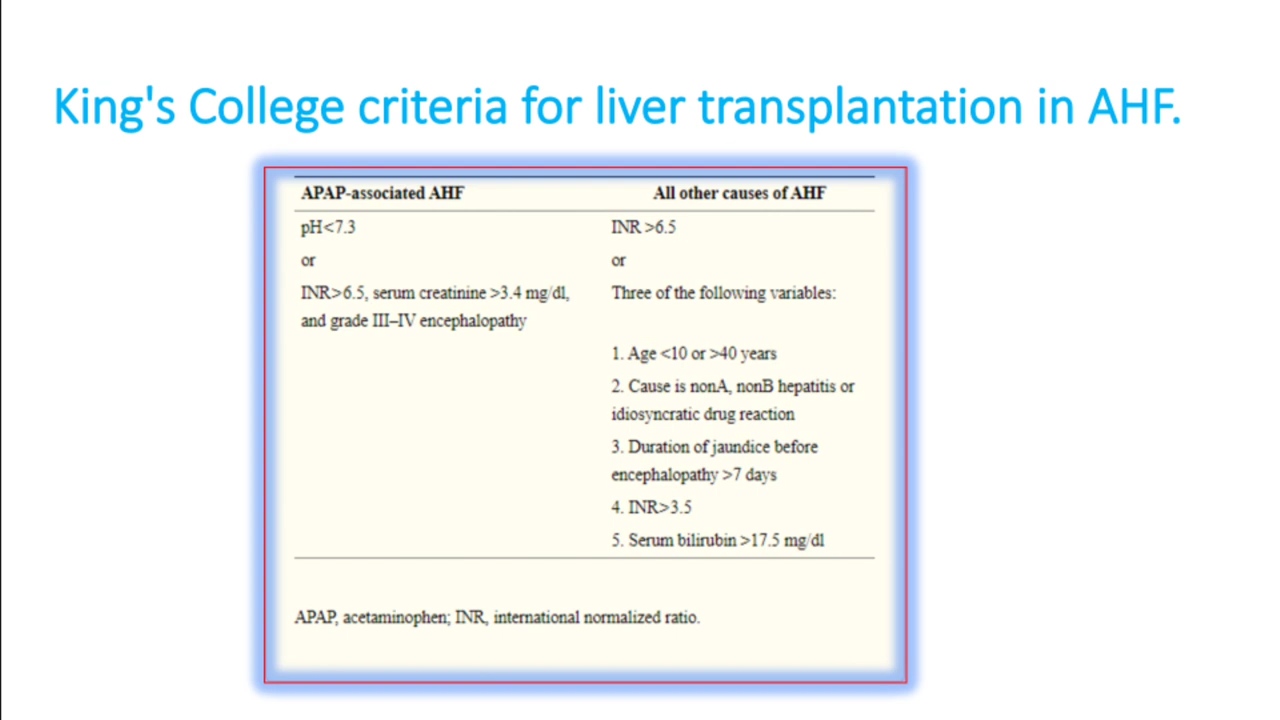 King's College criteria for liver transplantation in AHF.
APAP-associated AHF
pH<7.3
or
INR>6.5, serum creatinine >3.4 mg/dl,
and grade III–IV encephalopathy
All other causes of AHF
INR >6.5
or
Three of the following variables:
1. Age <10 or >40 years
2. Cause is nonA, nonB hepatitis or
idiosyncratic drug reaction
3. Duration of jaundice before
encephalopathy >7 days
4. INR>3.5
5. Serum bilirubin >17.5 mg/dl
APAP, acetaminophen; INR, international normalized ratio.